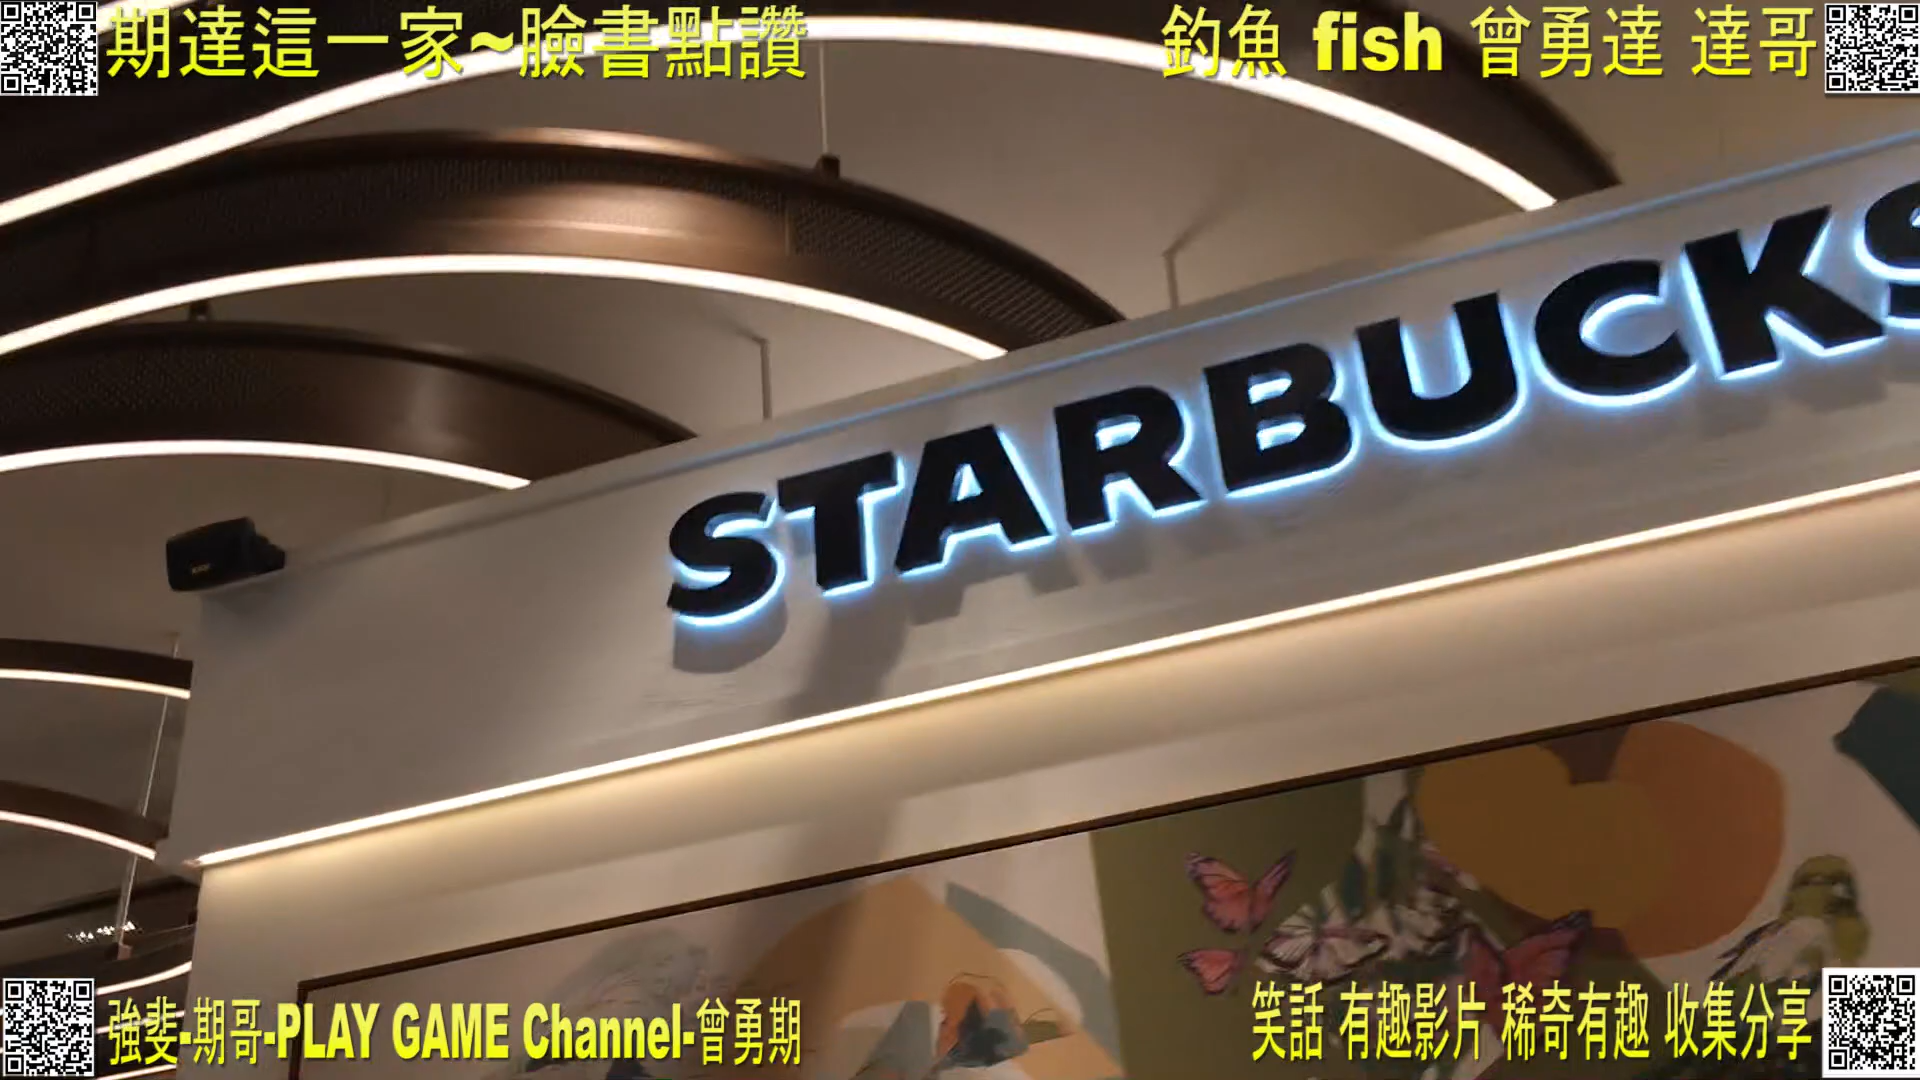 期達這一家~臉書點讚
釣魚 fish 曾勇達 達哥
STARBUCKS
強斐-期哥-PLAY GAME Channel-曾勇期
笑話 有趣影片 稀奇有趣 收集分享